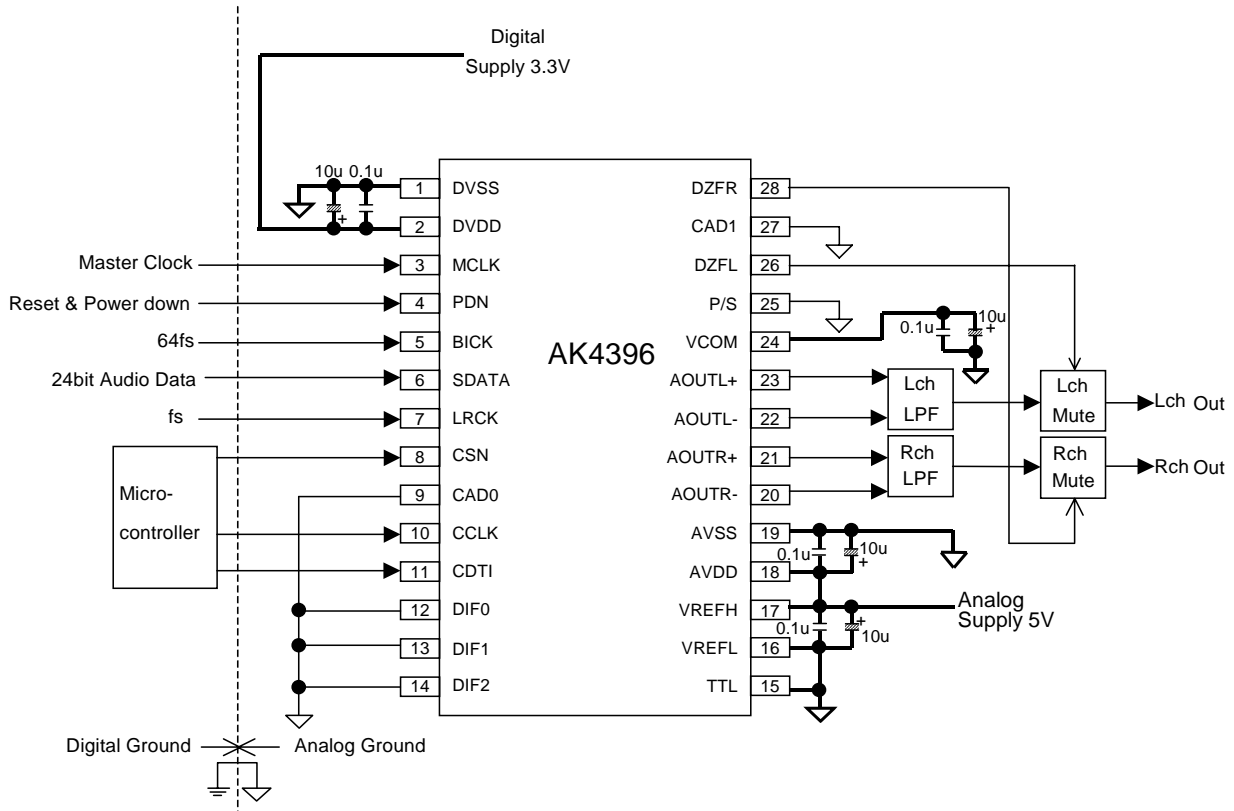 Digital
Supply 3.3V
10u 0.1u
1 DVSS
2 DVDD
Master Clock 3 MCLK
Reset & Power down 4 PDN
64fs 5 BICK
24bit Audio Data 6 SDATA
fs 7 LRCK
8 CSN
Micro-
controller
9 CAD0
10 CCLK
11 CDTI
12 DIF0
13 DIF1
14 DIF2
AK4396
DZFR 28
CAD1 27
DZFL 26
P/S 25
VCOM 24
0.1u 10u +
AOUTL+ 23
AOUTL- 22
Lch
LPF
Lch
Mute
Lch Out
AOUTR+ 21
AOUTR- 20
Rch
LPF
Rch
Mute
Rch Out
AVSS 19
0.1u 10u +
AVDD 18
VREFH 17
Analog
Supply 5V
0.1u + 10u
VREFL 16
TTL 15
+
Digital Ground Analog Ground